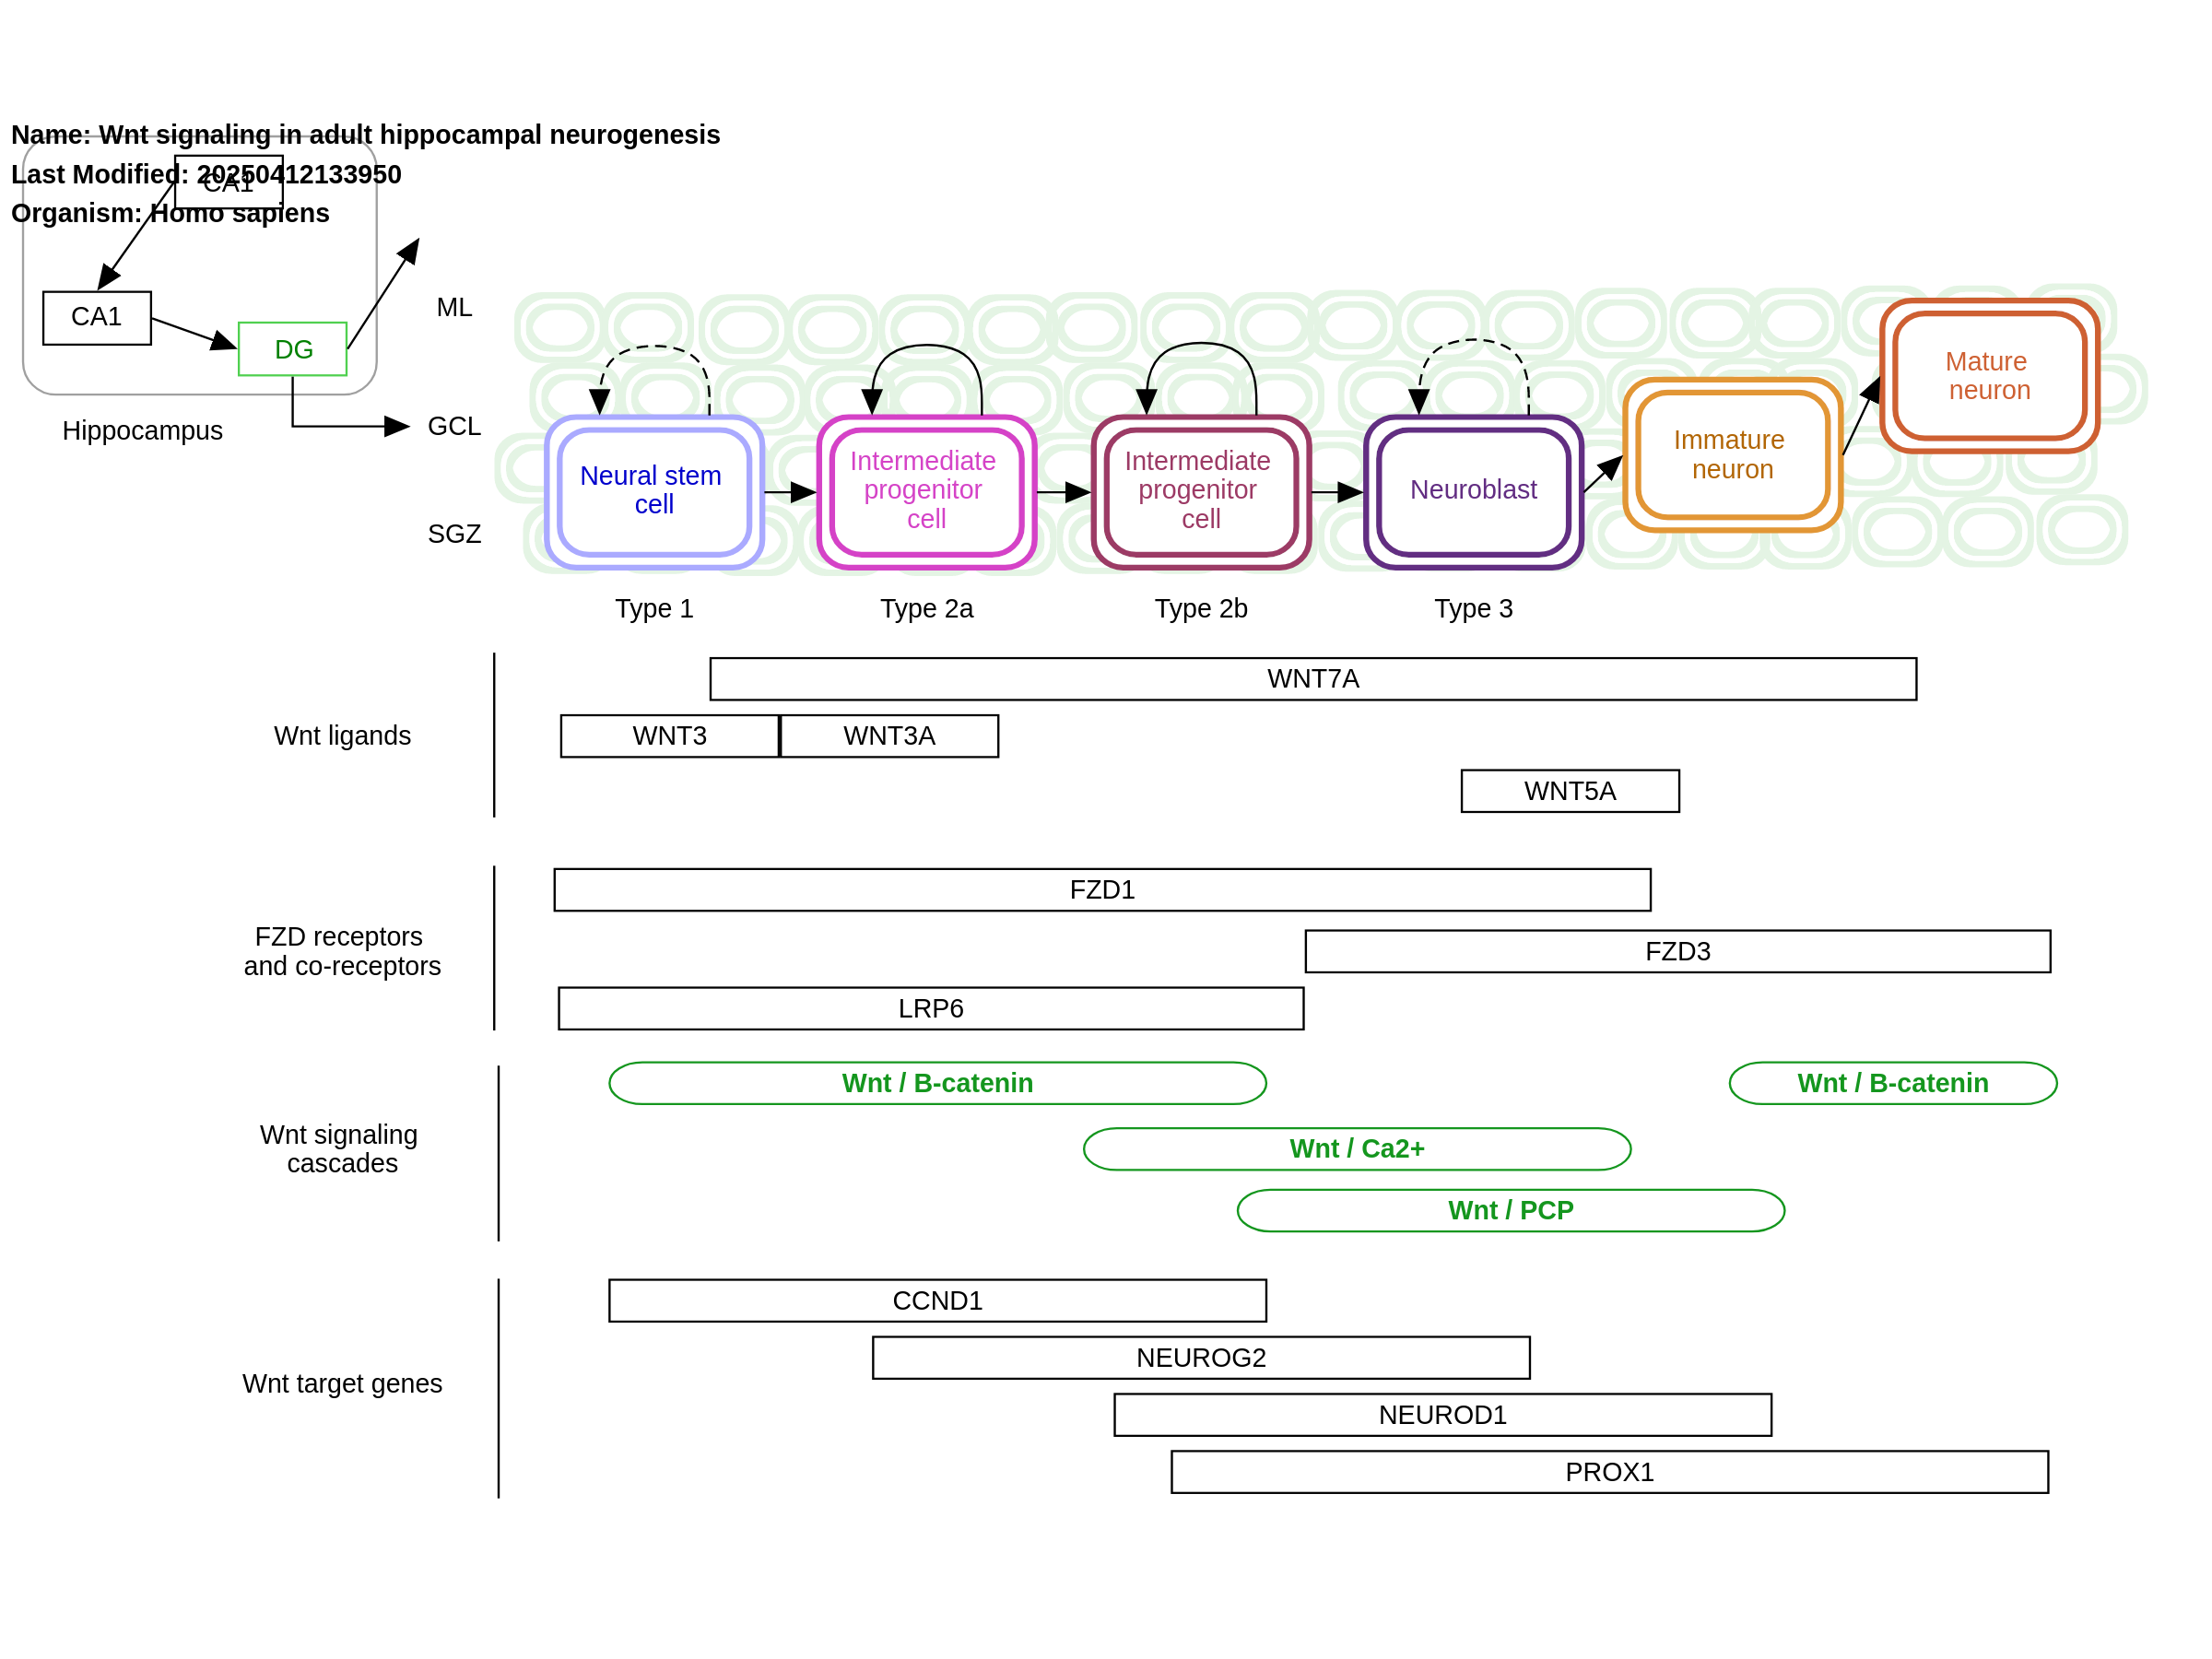 Name: Wnt signaling in adult hippocampal neurogenesis
Last Modified: 20250412133950
CA1
Organism: Homo sapiens
CA1
DG
Hippocampus
ML
GCL
SGZ
Neural stem
cell
Intermediate
progenitor
cell
Intermediate
progenitor
cell
Neuroblast
Immature
neuron
Mature
neuron
Type 1
Type 2a
Type 2b
Type 3
Wnt ligands
WNT7A
WNT3
WNT3A
WNT5A
FZD receptors
and co-receptors
FZD1
FZD3
LRP6
Wnt signaling
cascades
Wnt / B-catenin
Wnt / B-catenin
Wnt / Ca2+
Wnt / PCP
Wnt target genes
CCND1
NEUROG2
NEUROD1
PROX1